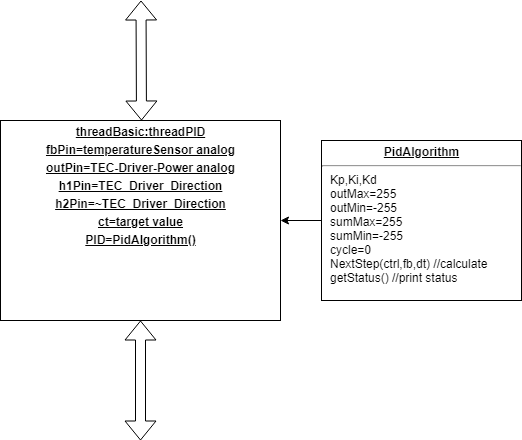 threadBasic:threadPID
fbPin=temperatureSensor analog
outPin=TEC-Driver-Power analog
h1Pin=TEC_Driver_Direction
h2Pin=~TEC_Driver_Direction
ct=target value
PID=PidAlgorithm()
PidAlgorithm
Kp,Ki,Kd
outMax=255
outMin=-255
sumMax=255
sumMin=-255
cycle=0
NextStep(ctrl,fb,dt) //calculate
getStatus() //print status